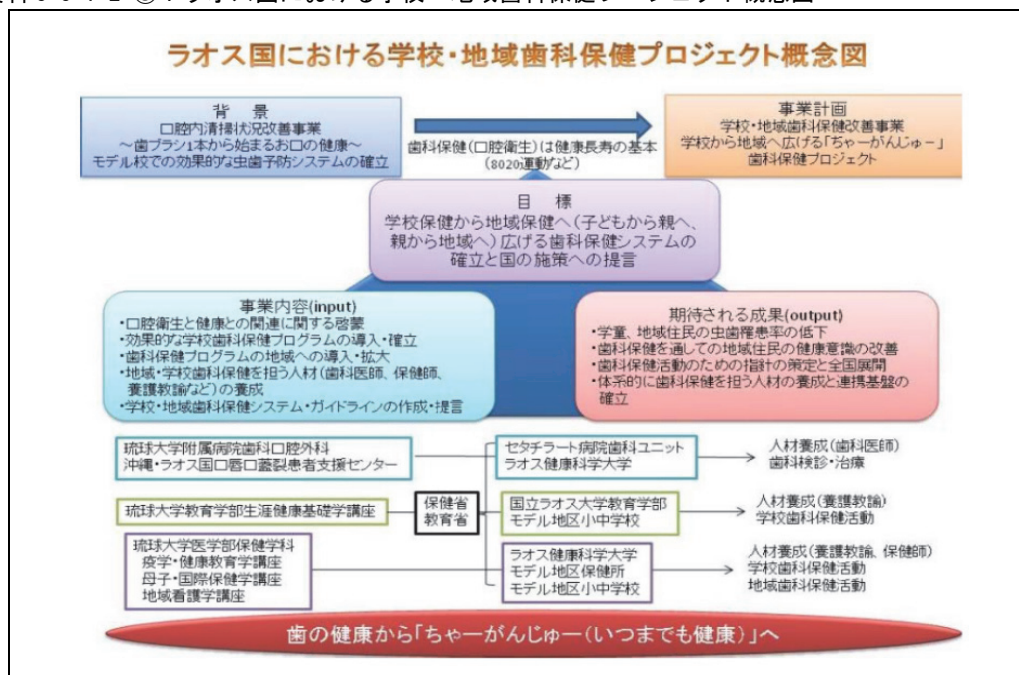 ラオス国における学校・地域歯科保健プロジェクト概念図
背　景
口腔内清掃状況改善事業
～歯ブラシ1本から始まるお口の健康～
モデル校での効果的な虫歯予防システムの確立
歯科保健(口腔衛生)は健康長寿の基本
(8020運動など)
事業計画
学校・地域歯科保健改善事業
学校から地域へ広げる「ちゃーがんじゅー」
歯科保健プロジェクト
目　標
学校保健から地域保健へ(子どもから親へ、
親から地域へ)広げる歯科保健システムの
確立と国の施策への提言
事業内容(input)
・口腔衛生と健康との関連に関する啓蒙
・効果的な学校歯科保健プログラムの導入・確立
・歯科保健プログラムの地域への導入・拡大
・地域・学校歯科保健を担う人材(歯科医師、保健師、
養護教諭など)の養成
・学校・地域歯科保健システム・ガイドラインの作成・提言
期待される成果(output)
・学童、地域住民の虫歯罹患率の低下
・歯科保健を通しての地域住民の健康意識の改善
・歯科保健活動のための指針の策定と全国展開
・体系的に歯科保健を担う人材の養成と連携基盤の
確立
琉球大学附属病院歯科口腔外科
沖縄・ラオス国口唇口蓋裂患者支援センター
セタチラート病院歯科ユニット
ラオス健康科学大学
人材養成(歯科医師)
歯科検診・治療
琉球大学教育学部生涯健康基礎学講座
保健省
教育省
国立ラオス大学教育学部
モデル地区小中学校
人材養成(養護教諭)
学校歯科保健活動
琉球大学医学部保健学科
疫学・健康教育学講座
母子・国際保健学講座
地域看護学講座
ラオス健康科学大学
モデル地区保健所
モデル地区小中学校
人材養成(養護教諭、保健師)
学校歯科保健活動
地域歯科保健活動
歯の健康から「ちゃーがんじゅー(いつまでも健康)」へ